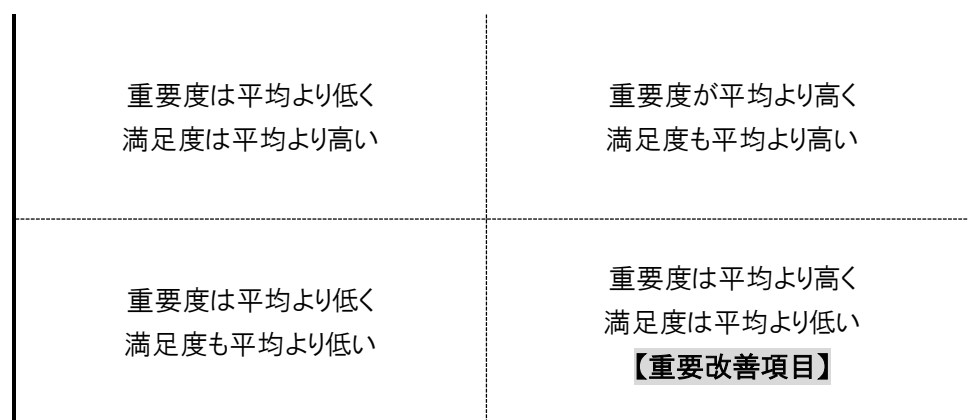 重要度は平均より低く
満足度は平均より高い
重要度が平均より高く
満足度も平均より高い
重要度は平均より低く
満足度も平均より低い
重要度は平均より高く
満足度は平均より低い
【重要改善項目】